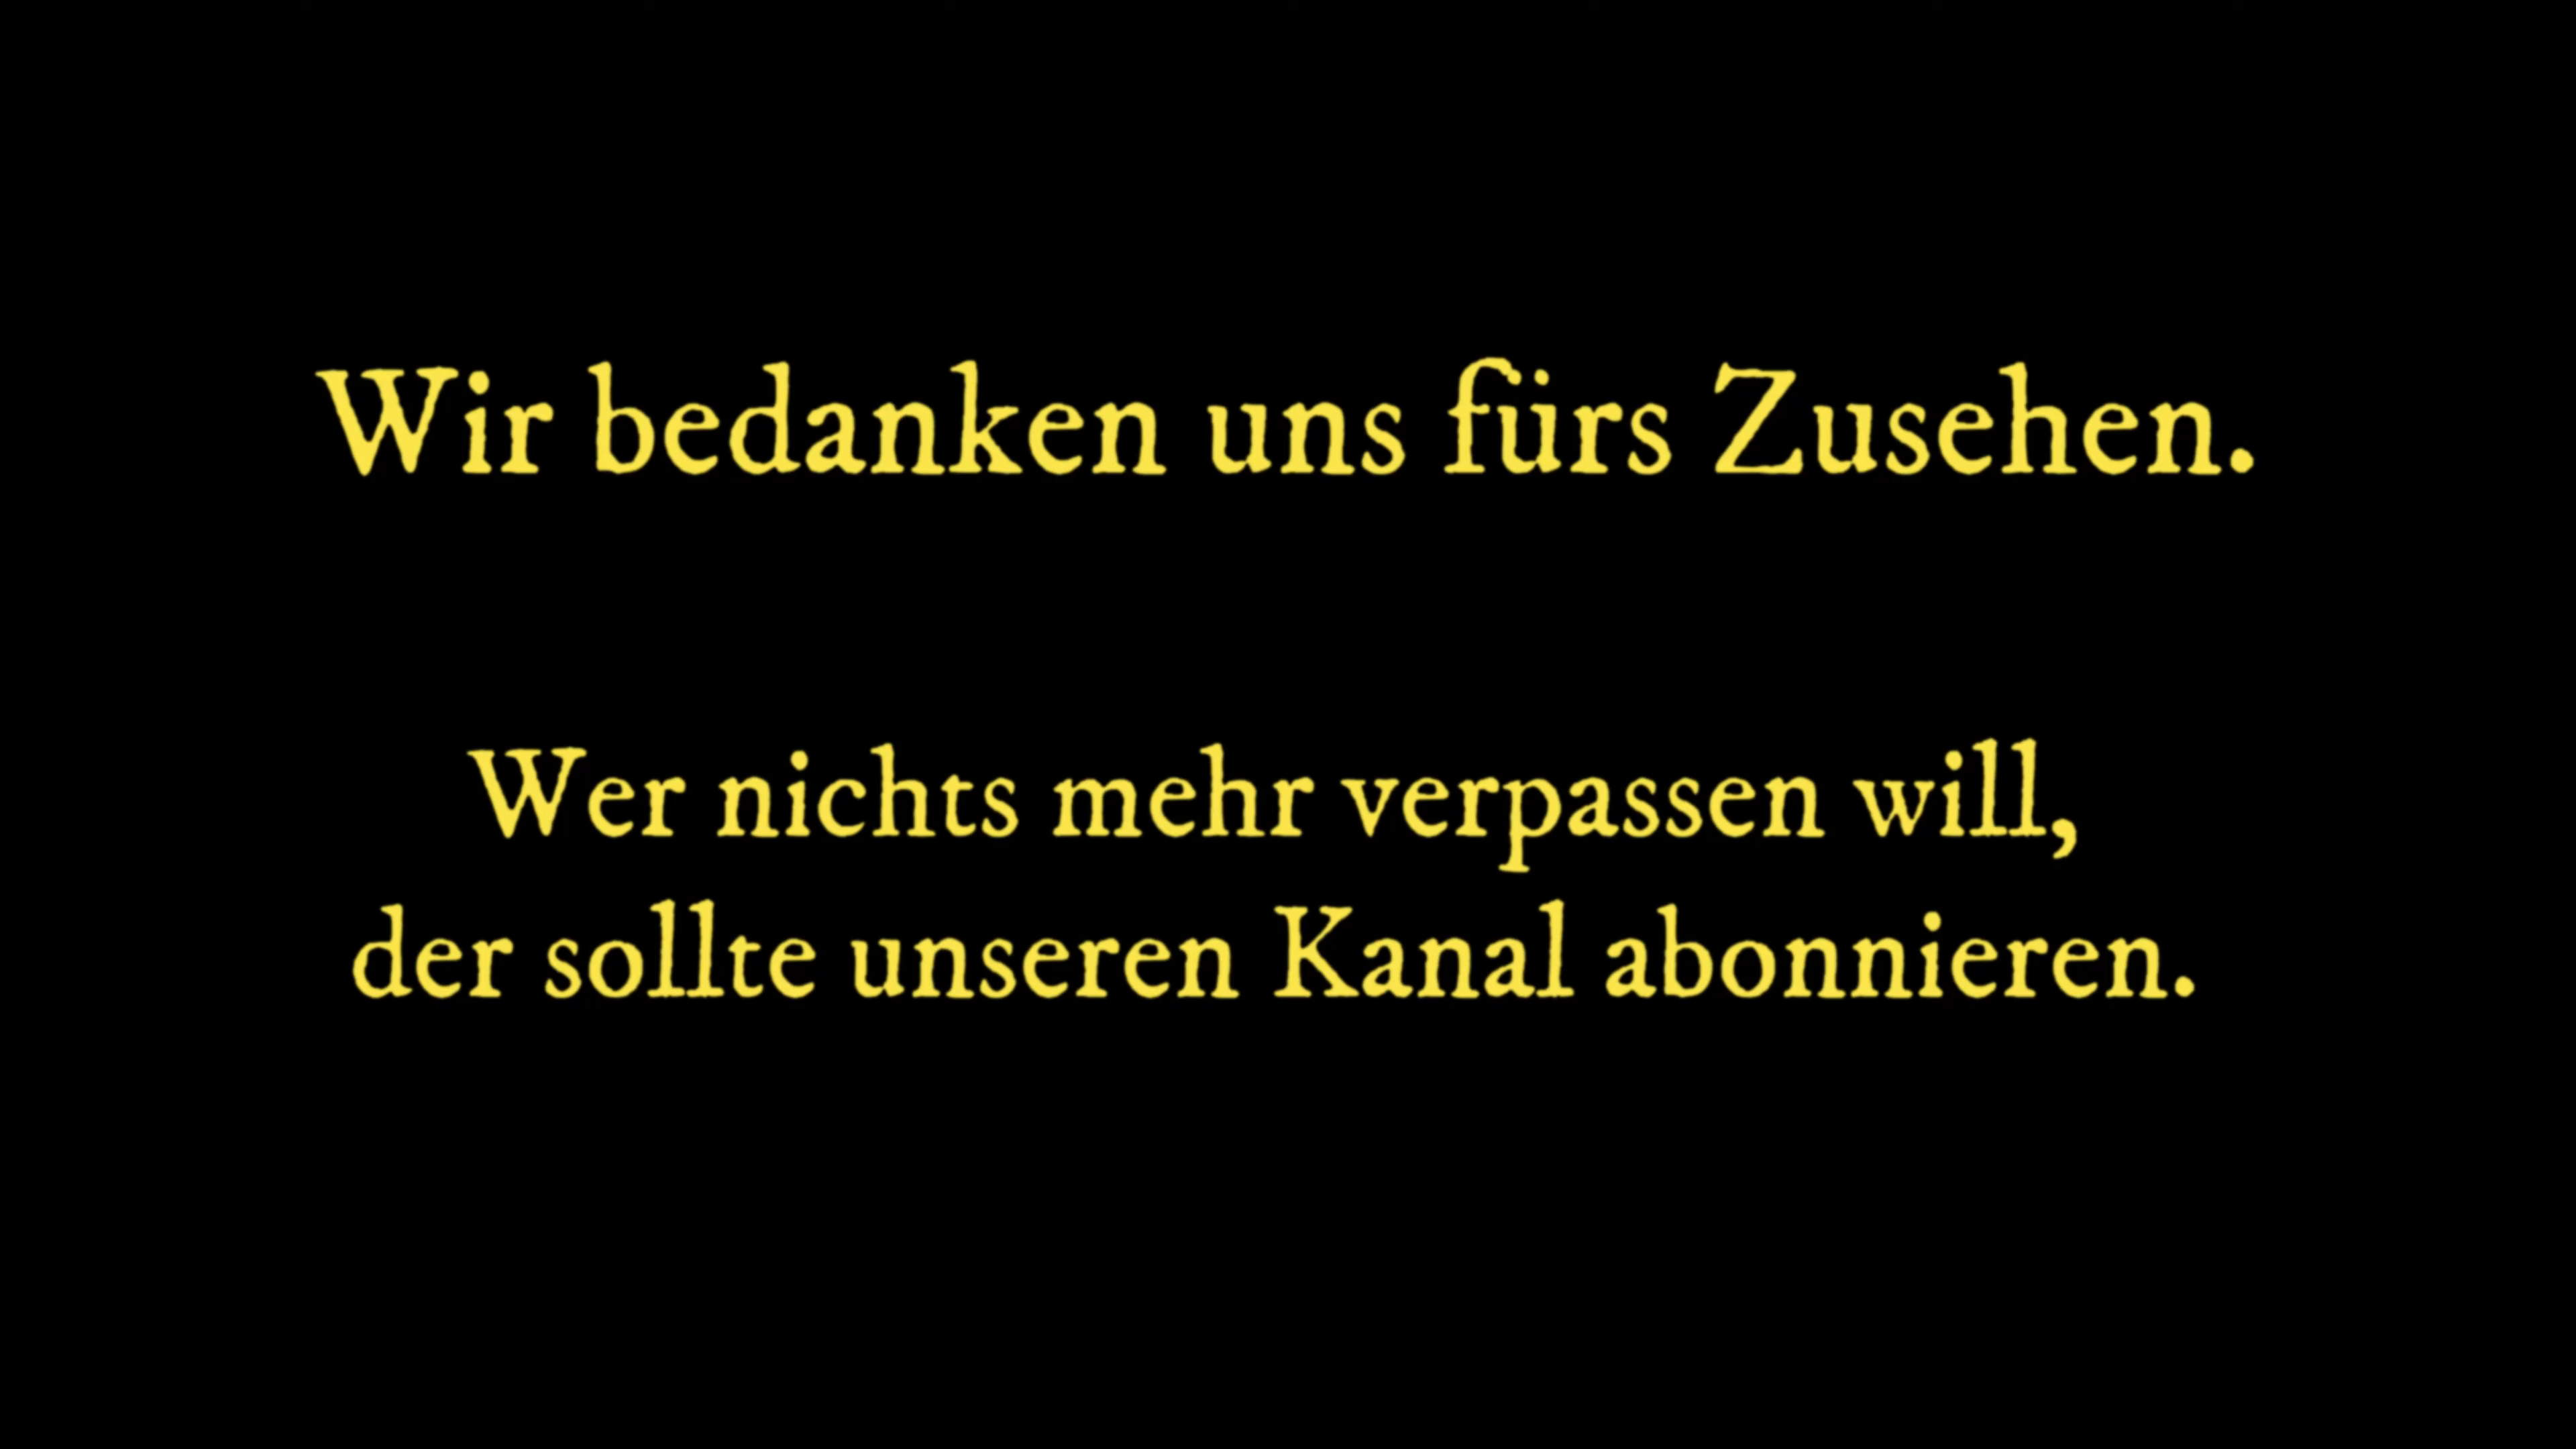 Wir bedanken uns fürs Zusehen.
Wer nichts mehr verpassen will,
der sollte unseren Kanal abonnieren.